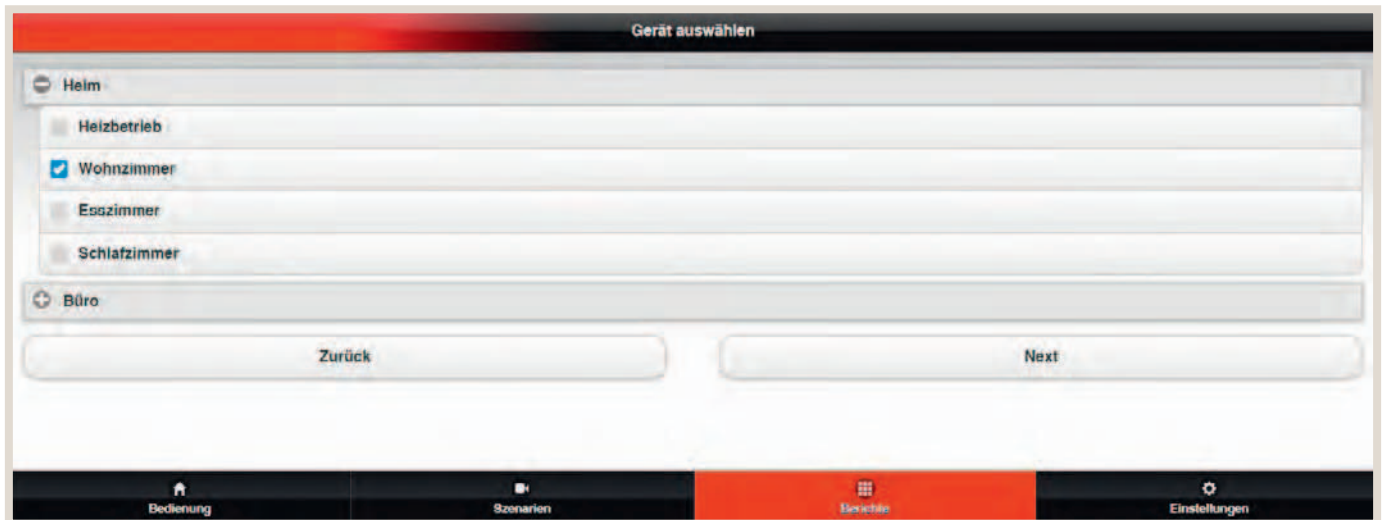 Gerät auswählen
Heim
Heizbetrieb
Wohnzimmer
Esszimmer
Schlafzimmer
Büro
Zurück Next
Bedienung Szenarien Berichte Einstellungen